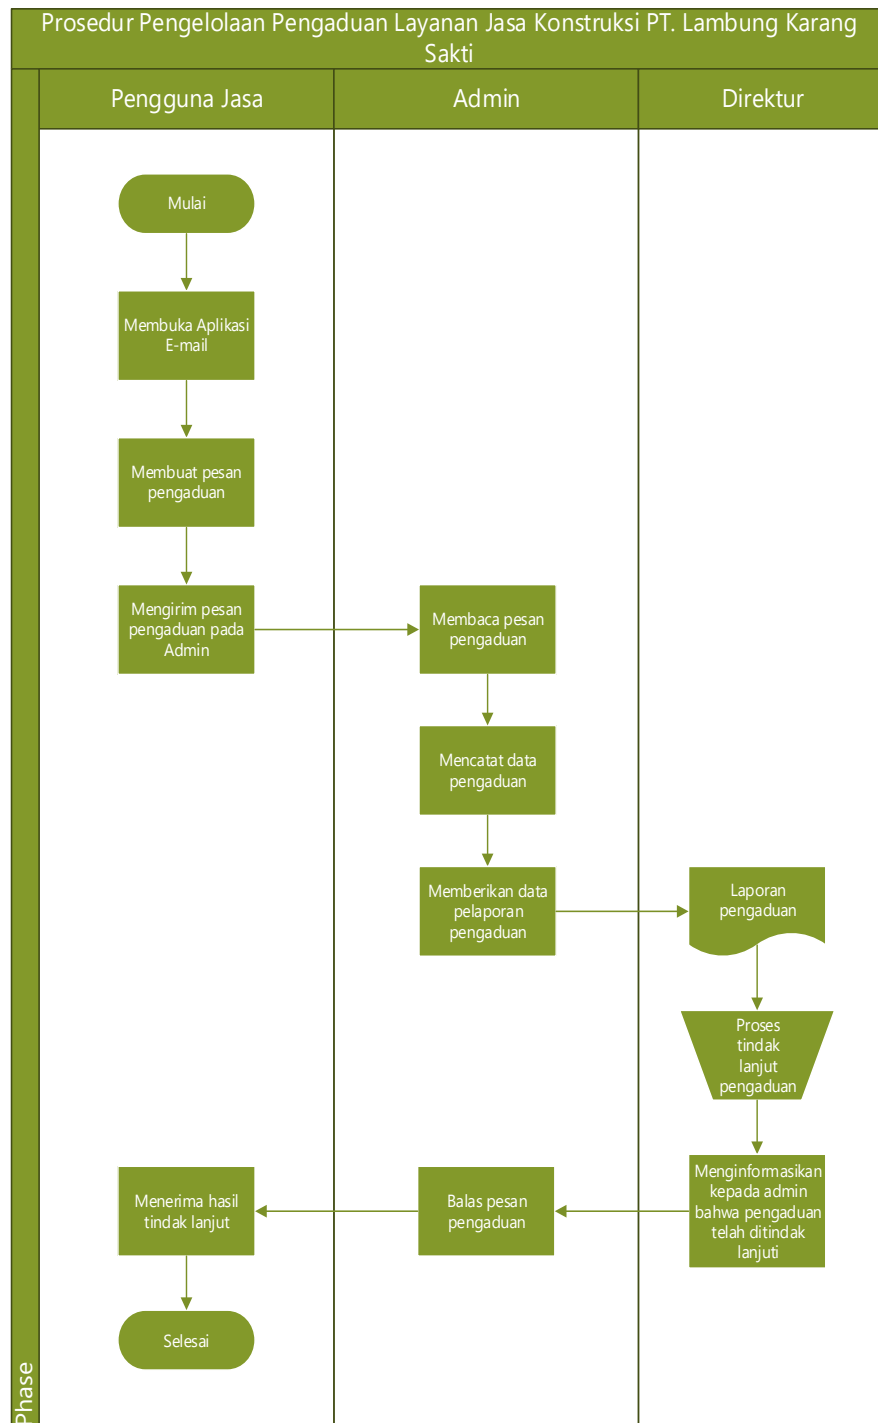 Prosedur Pengelolaan Pengaduan Layanan Jasa Konstruksi PT. Lambung Karang
Sakti
Pengguna Jasa
Admin
Direktur
Mulai
Membuka Aplikasi
E-mail
Membuat pesan
pengaduan
Mengirim pesan
pengaduan pada
Admin
Membaca pesan
pengaduan
Mencatat data
pengaduan
Memberikan data
pelaporan
pengaduan
Laporan
pengaduan
Proses
tindak
lanjut
pengaduan
Menginformasikan
kepada admin
bahwa pengaduan
telah ditindak
lanjuti
Balas pesan
pengaduan
Menerima hasil
tindak lanjut
Selesai
Phase